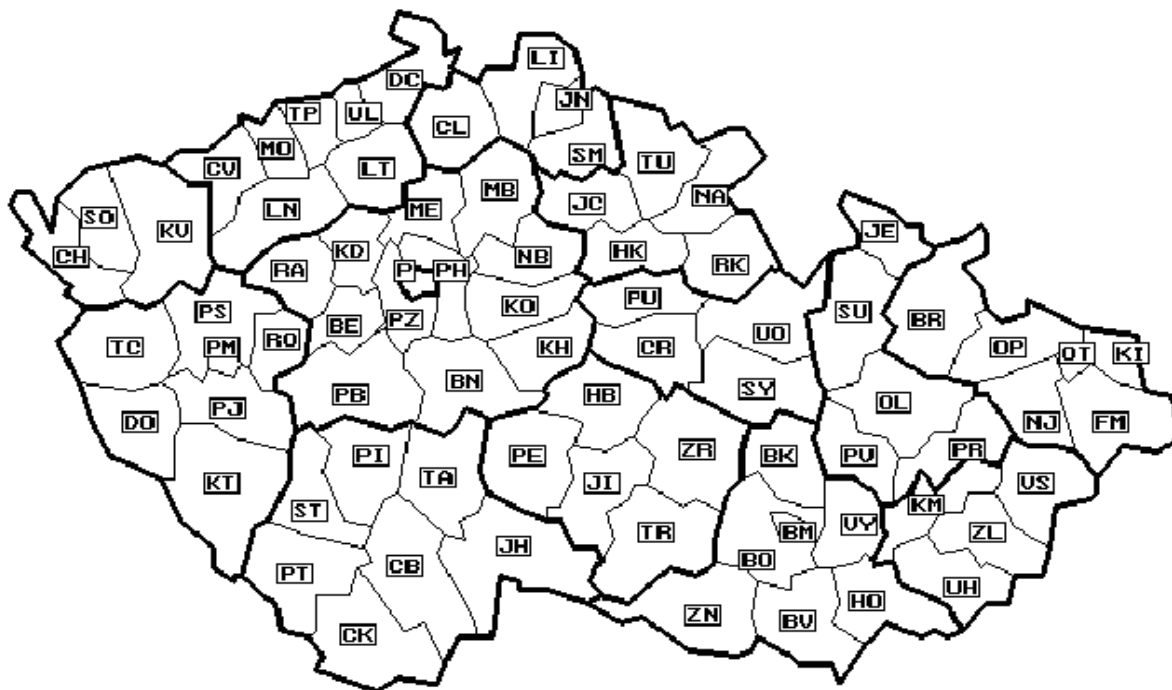 LI
DC
JN
TP
UL
CL
MO
SM
CV
LT
TU
MB
LN
ME
JC
NA
SO
KV
CH
KD
P
PH
NB
HK
RK
JE
RA
PS
BE
PZ
KO
PU
SU
BR
TC
PM
RO
KH
CR
UO
OP
OT
KI
PB
BN
HB
SY
OL
DO
PJ
NJ
FM
PI
PE
ZR
BK
PV
PR
KT
TA
JI
VS
ST
KM
JH
TR
BM
VY
ZL
PT
CB
BO
UH
CK
ZN
BV
HO